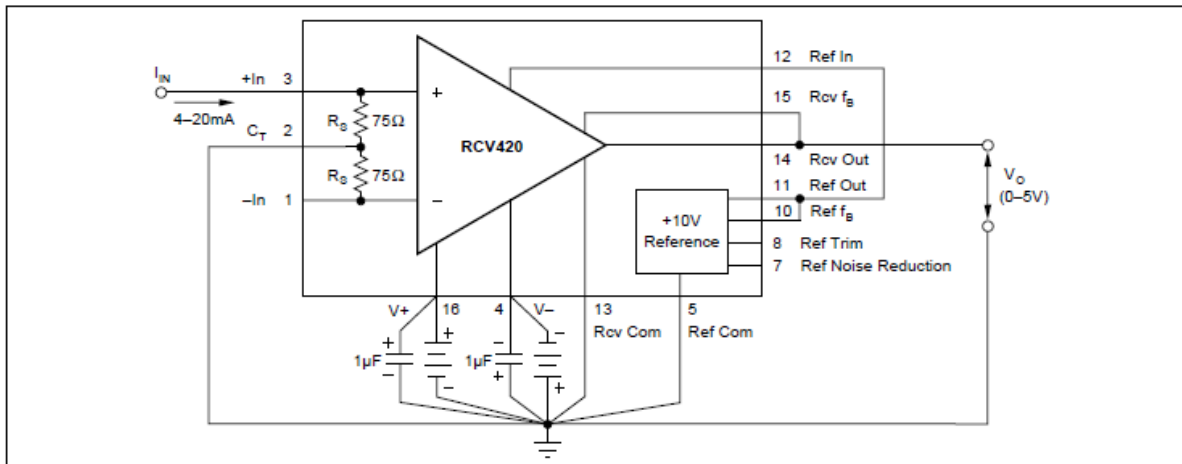 12 Ref In
I_IN
+In 3
15 Rcv f_B
4–20mA
+
R_S 75Ω
C_T 2
RCV420
14 Rcv Out
R_S 75Ω
11 Ref Out
V_O
(0–5V)
–In 1
–
10 Ref f_B
+10V
Reference
8 Ref Trim
7 Ref Noise Reduction
V+ 16 4 V– 13 5
Rcv Com Ref Com
+ + – –
1µF 1µF
– – + +